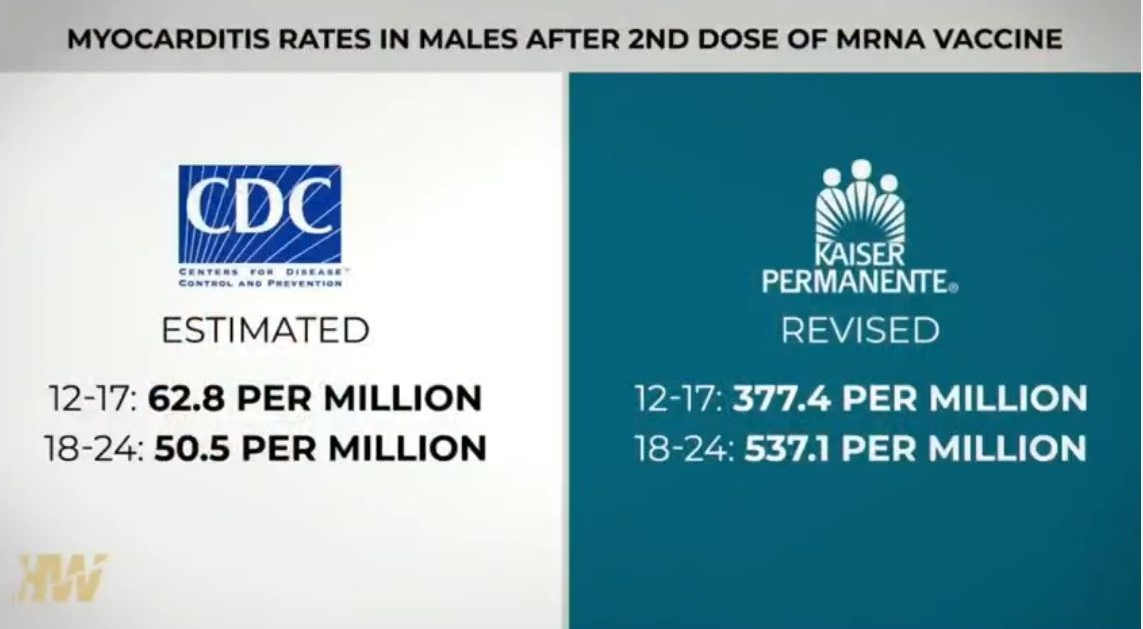 MYOCARDITIS RATES IN MALES AFTER 2ND DOSE OF MRNA VACCINE
CDC
CENTERS FOR DISEASE™
CONTROL AND PREVENTION
ESTIMATED
12-17: 62.8 PER MILLION
18-24: 50.5 PER MILLION
KAISER
PERMANENTE®
REVISED
12-17: 377.4 PER MILLION
18-24: 537.1 PER MILLION
HW